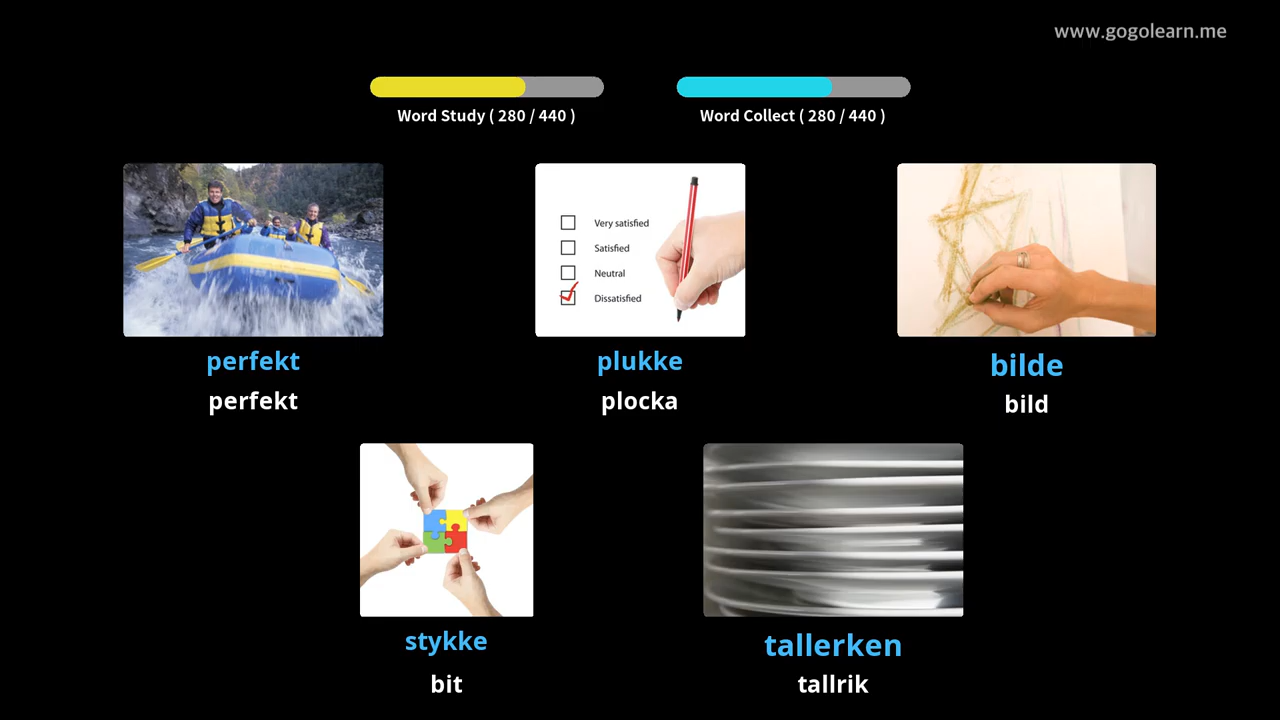 www.gogolearn.me
Word Study ( 280 / 440 )
Word Collect ( 280 / 440 )
Very satisfied
Satisfied
Neutral
Dissatisfied
perfekt
perfekt
plukke
plocka
bilde
bild
stykke
bit
tallerken
tallrik